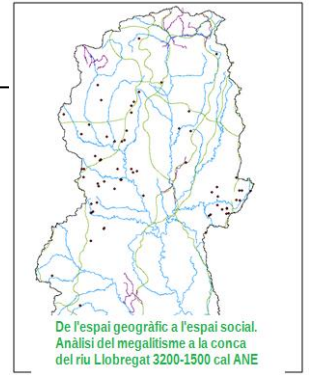 De l'espai geogràfic a l'espai social.
Anàlisi del megalitisme a la conca
del riu Llobregat 3200-1500 cal ANE